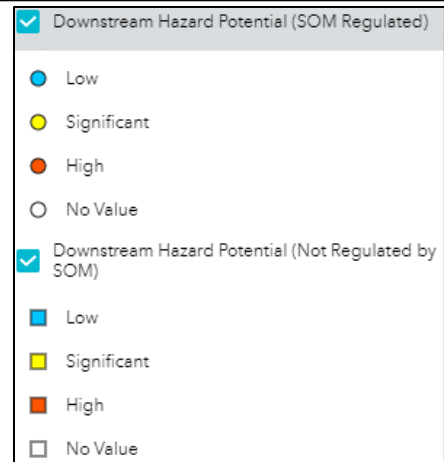 Downstream Hazard Potential (SOM Regulated)
Low
Significant
High
No Value
Downstream Hazard Potential (Not Regulated by
SOM)
Low
Significant
High
No Value